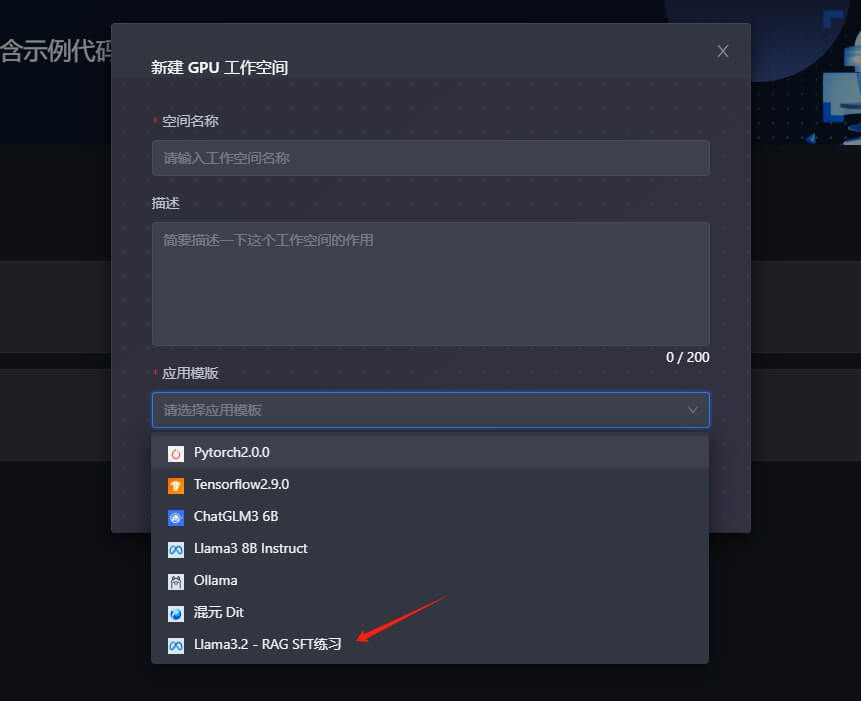 含示例代码
新建 GPU 工作空间
* 空间名称
请输入工作空间名称
描述
简要描述一下这个工作空间的作用
0 / 200
* 应用模版
请选择应用模板
Pytorch2.0.0
Tensorflow2.9.0
ChatGLM3 6B
Llama3 8B Instruct
Ollama
混元 Dit
Llama3.2 - RAG SFT练习